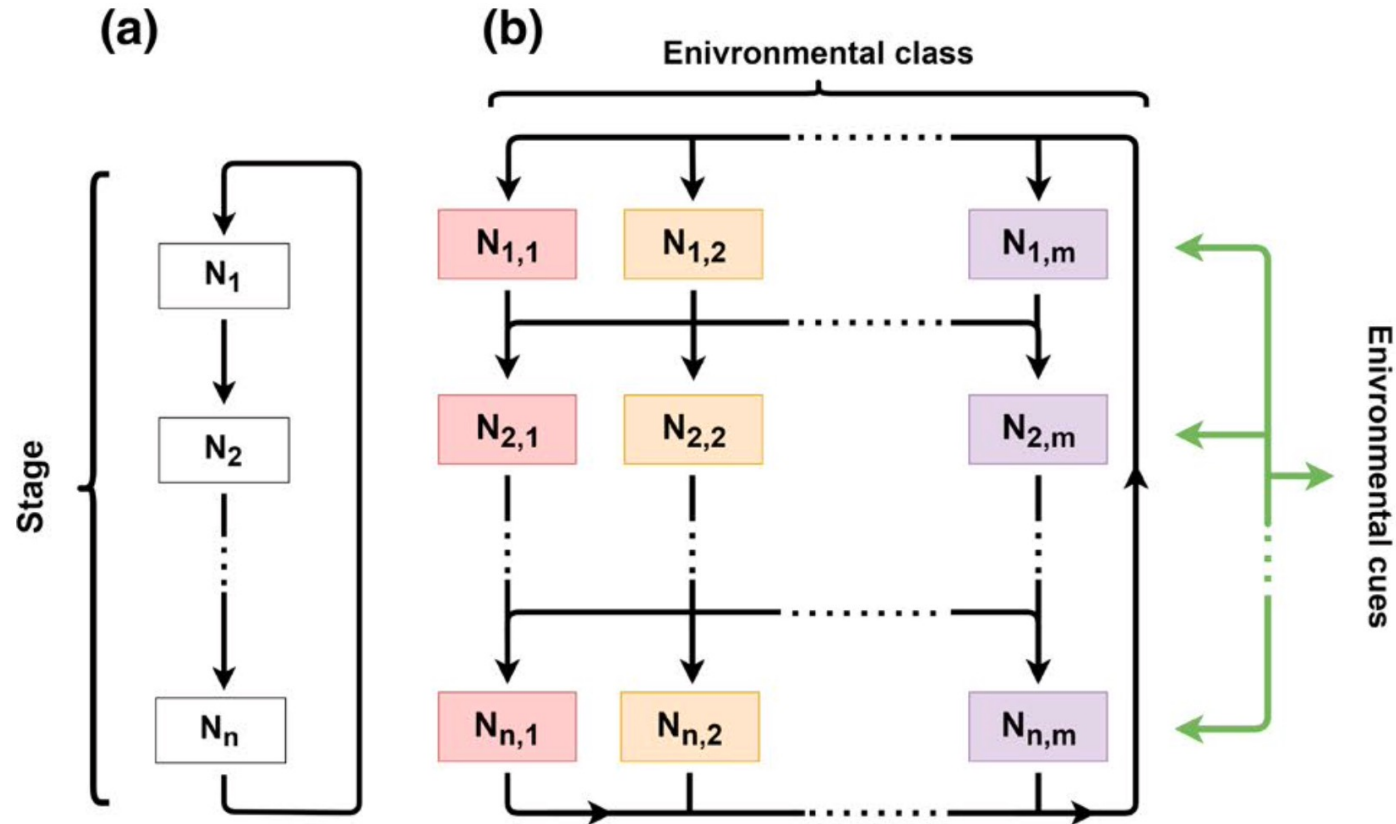 (a)
(b)
Enivronmental class
Stage
N1
N2
Nn
N1,1
N1,2
N1,m
N2,1
N2,2
N2,m
Nn,1
Nn,2
Nn,m
Enivronmental cues